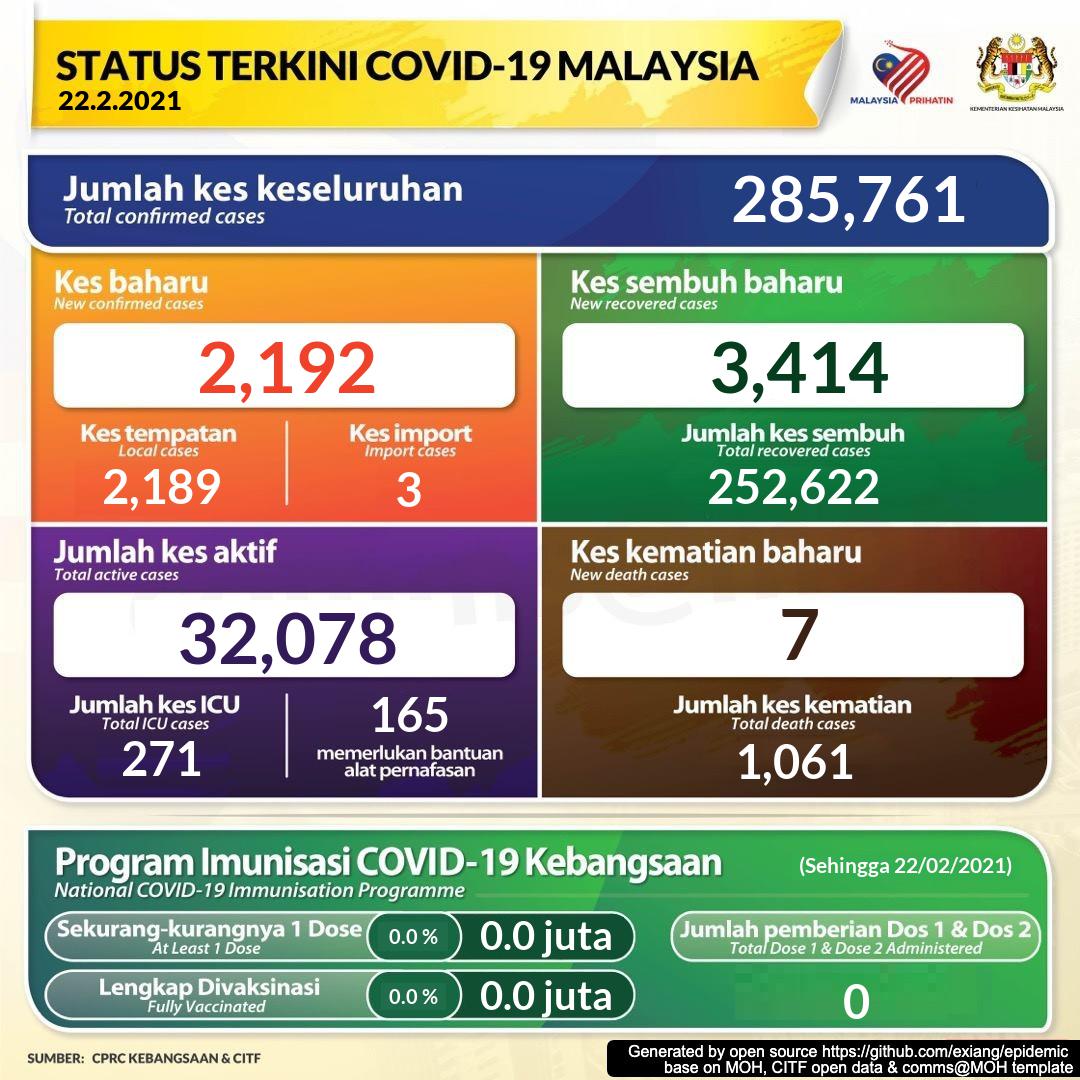 STATUS TERKINI COVID-19 MALAYSIA
22.2.2021
MALAYSIA PRIHATIN
KEMENTERIAN KESIHATAN MALAYSIA
Jumlah kes keseluruhan
Total confirmed cases
285,761
Kes baharu
New confirmed cases
2,192
Kes tempatan
Local cases
2,189
Kes import
Import cases
3
Kes sembuh baharu
New recovered cases
3,414
Jumlah kes sembuh
Total recovered cases
252,622
Jumlah kes aktif
Total active cases
32,078
Jumlah kes ICU
Total ICU cases
271
165
memerlukan bantuan
alat pernafasan
Kes kematian baharu
New death cases
7
Jumlah kes kematian
Total death cases
1,061
Program Imunisasi COVID-19 Kebangsaan
National COVID-19 Immunisation Programme
(Sehingga 22/02/2021)
Sekurang-kurangnya 1 Dose
At Least 1 Dose
0.0 %
0.0 juta
Lengkap Divaksinasi
Fully Vaccinated
0.0 %
0.0 juta
Jumlah pemberian Dos 1 & Dos 2
Total Dose 1 & Dose 2 Administered
0
SUMBER: CPRC KEBANGSAAN & CITF
Generated by open source https://github.com/exiang/epidemic
base on MOH, CITF open data & comms@MOH template